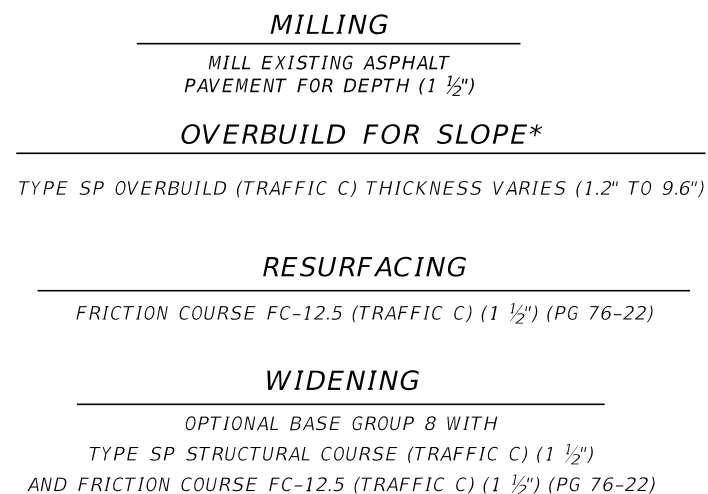 MILLING
MILL EXISTING ASPHALT
PAVEMENT FOR DEPTH (1 ½")
OVERBUILD FOR SLOPE*
TYPE SP OVERBUILD (TRAFFIC C) THICKNESS VARIES (1.2" TO 9.6")
RESURFACING
FRICTION COURSE FC-12.5 (TRAFFIC C) (1 ½") (PG 76-22)
WIDENING
OPTIONAL BASE GROUP 8 WITH
TYPE SP STRUCTURAL COURSE (TRAFFIC C) (1 ½")
AND FRICTION COURSE FC-12.5 (TRAFFIC C) (1 ½") (PG 76-22)